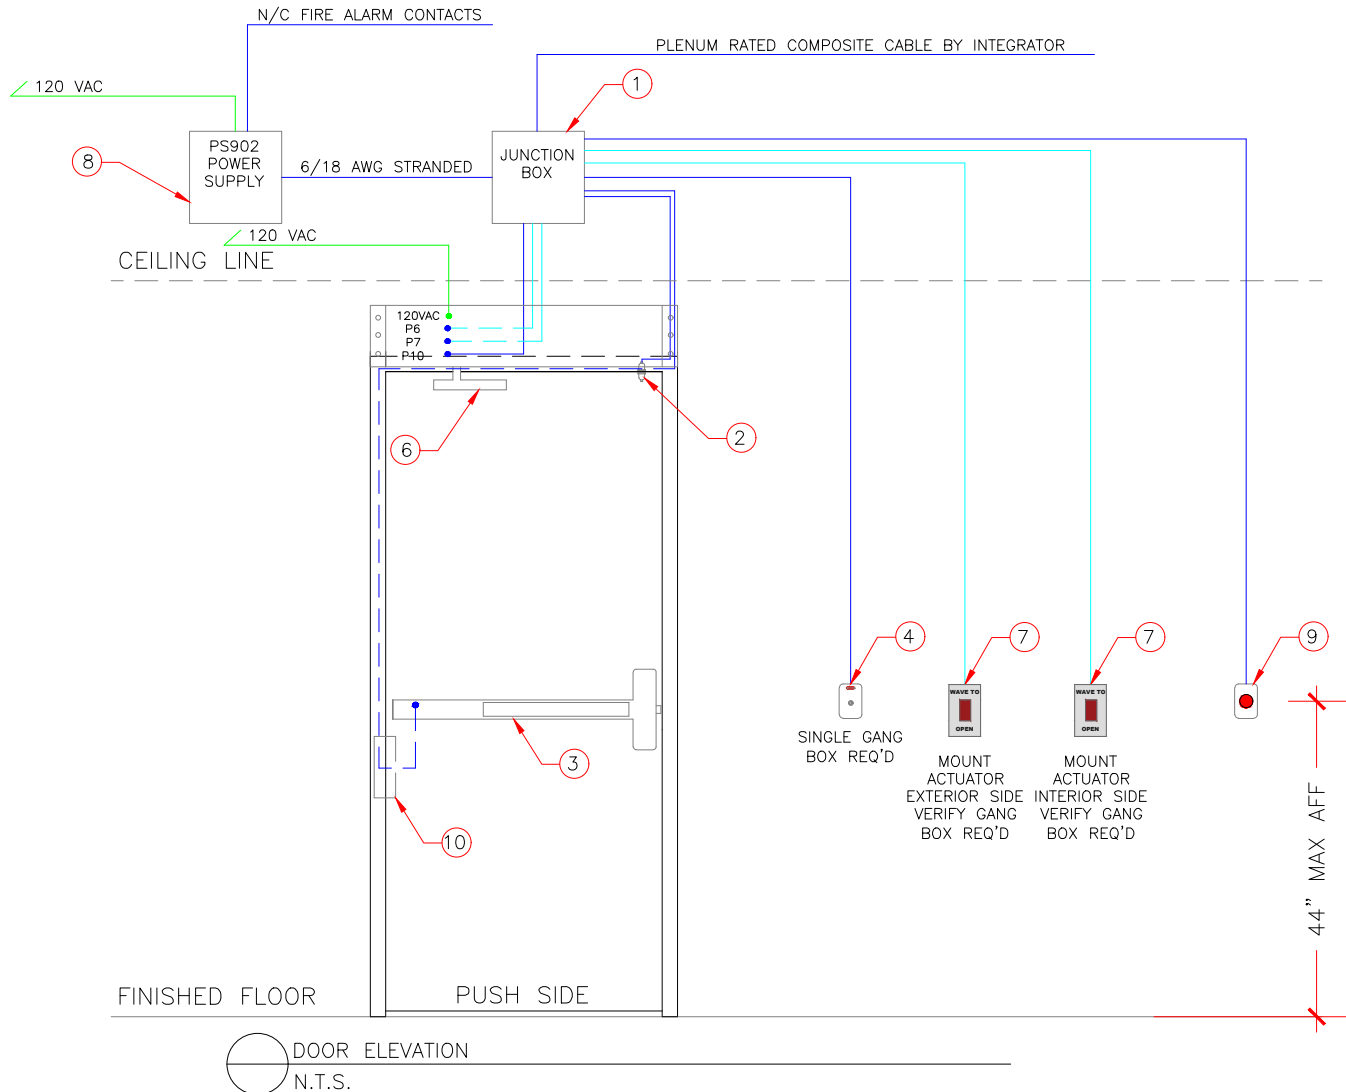 N/C FIRE ALARM CONTACTS
PLENUM RATED COMPOSITE CABLE BY INTEGRATOR
120 VAC
1
PS902
POWER
SUPPLY
8
6/18 AWG STRANDED
JUNCTION
BOX
120 VAC
CEILING LINE
120VAC
P6
P7
P10
6
2
4
7
7
9
WAVE TO
OPEN
WAVE TO
OPEN
SINGLE GANG
BOX REQ'D
3
MOUNT
ACTUATOR
EXTERIOR SIDE
VERIFY GANG
BOX REQ'D
MOUNT
ACTUATOR
INTERIOR SIDE
VERIFY GANG
BOX REQ'D
10
44" MAX AFF
FINISHED FLOOR
PUSH SIDE
DOOR ELEVATION
N.T.S.